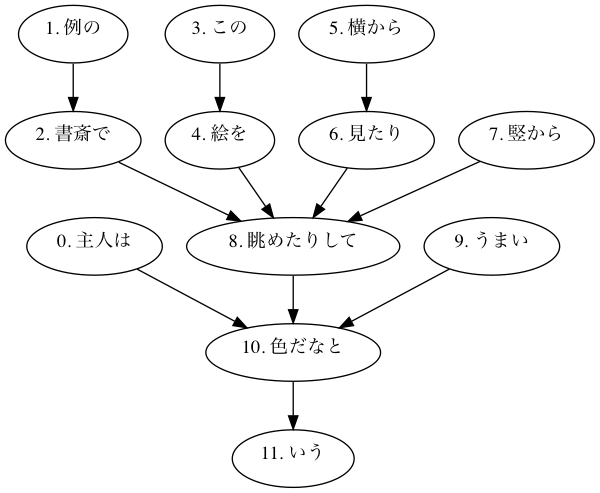 1. 例の
3. この
5. 横から
2. 書斎で
4. 絵を
6. 見たり
7. 竪から
0. 主人は
8. 眺めたりして
9. うまい
10. 色だなと
11. いう